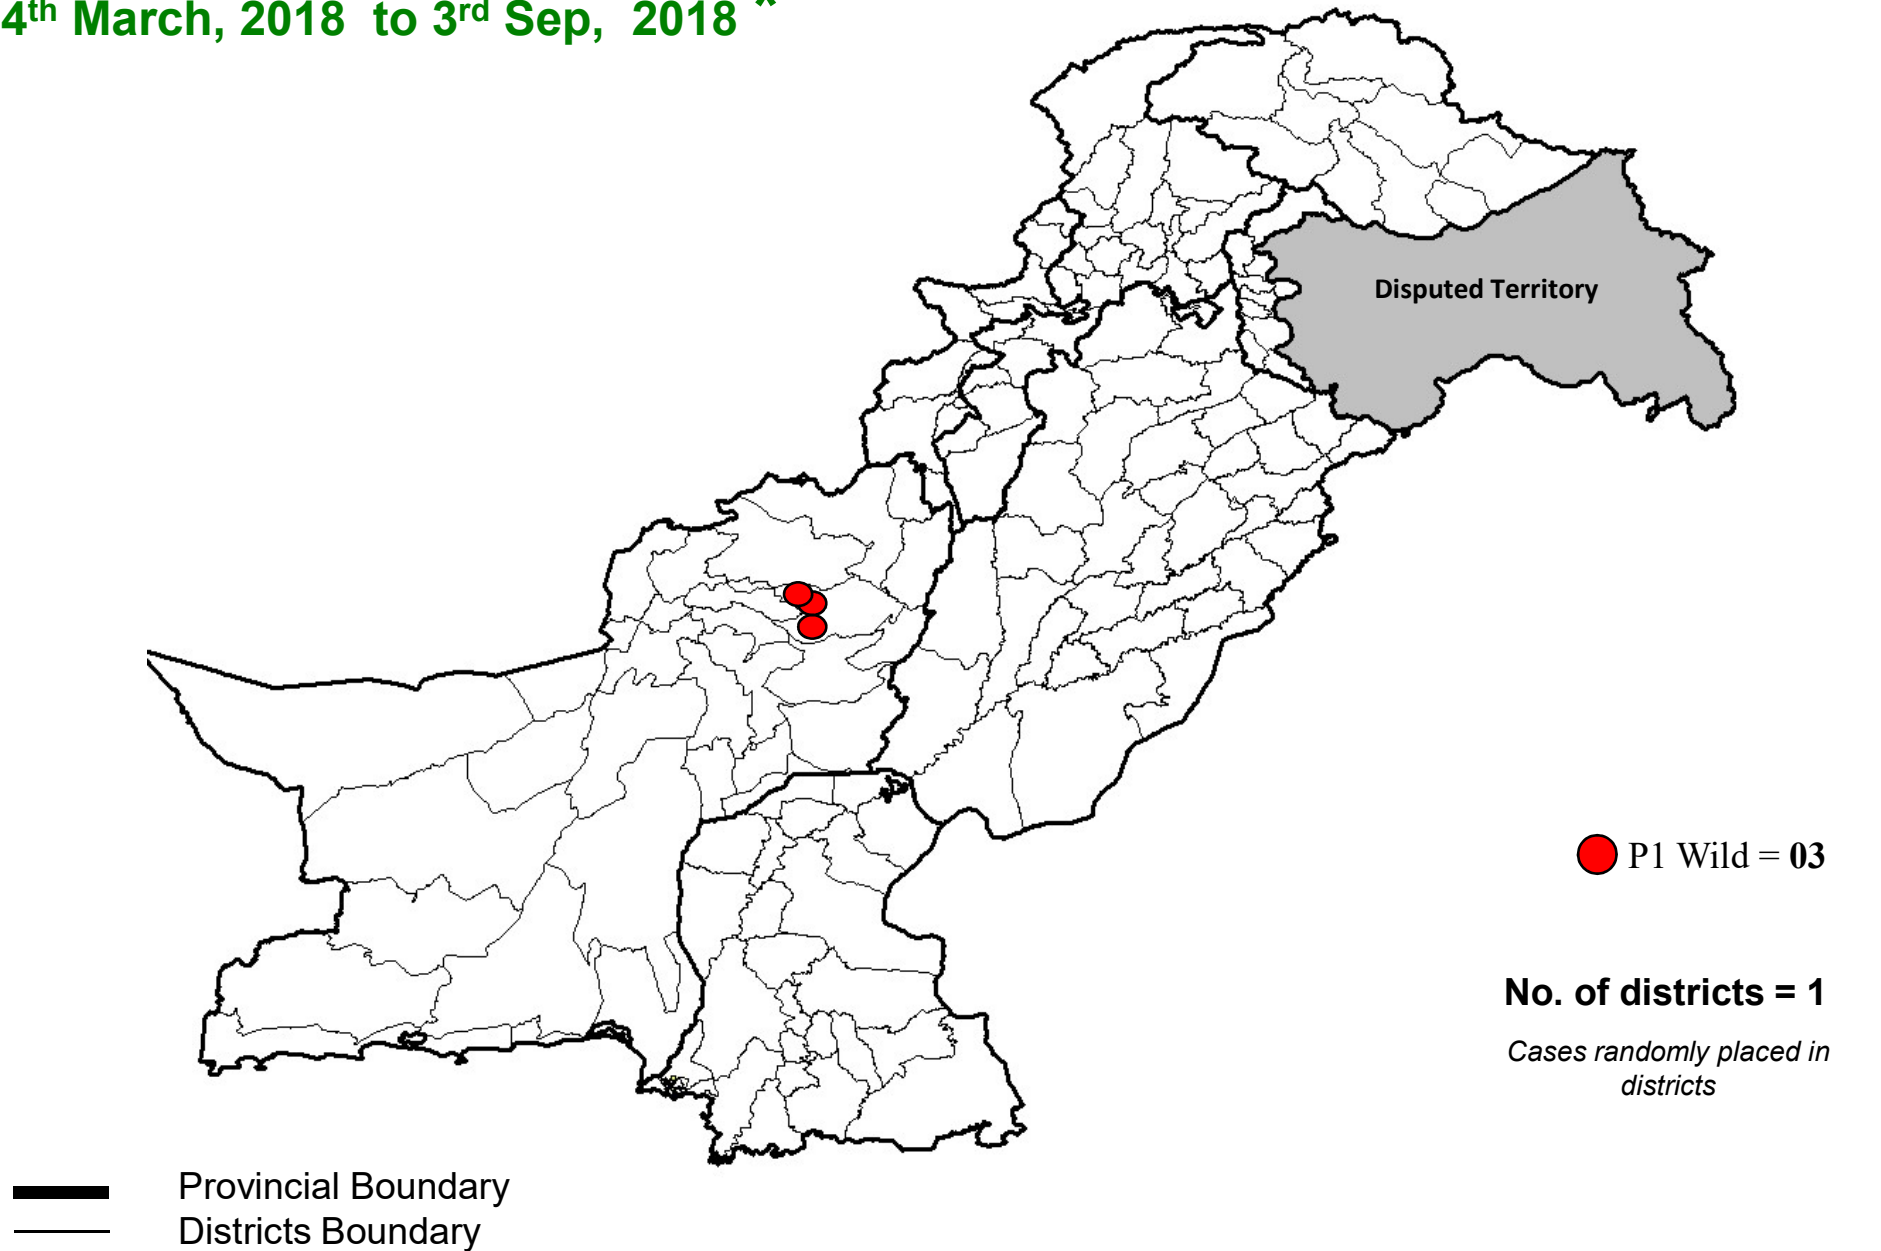 4th March, 2018 to 3rd Sep, 2018 *
Disputed Territory
P1 Wild = 03
No. of districts = 1
Cases randomly placed in
districts
Provincial Boundary
Districts Boundary